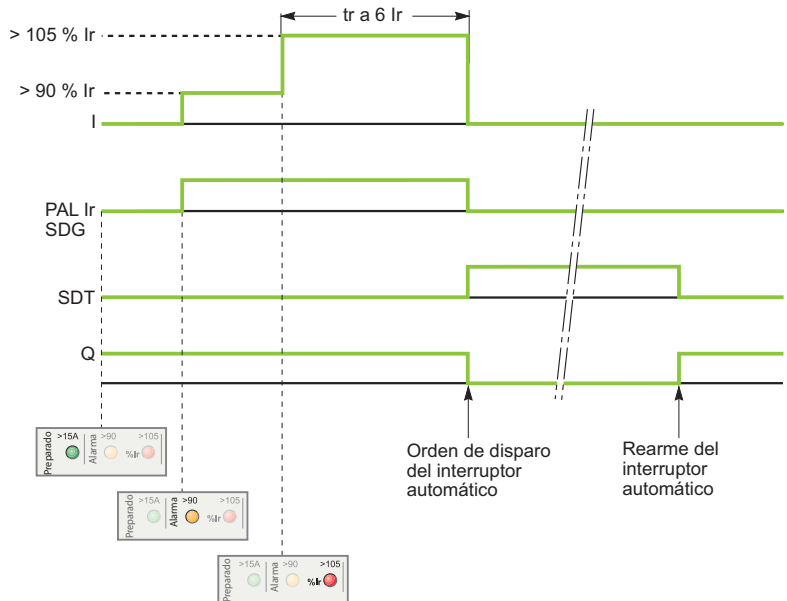 tr a 6 Ir
> 105 % Ir
> 90 % Ir
I
PAL Ir
SDG
SDT
Q
Orden de disparo
del interruptor
automático
Rearme del
interruptor
automático
Preparado
>15A
Alarma
>90
%Ir
>105
Preparado
>15A
Alarma
>90
%Ir
>105
Preparado
>15A
Alarma
>90
%Ir
>105